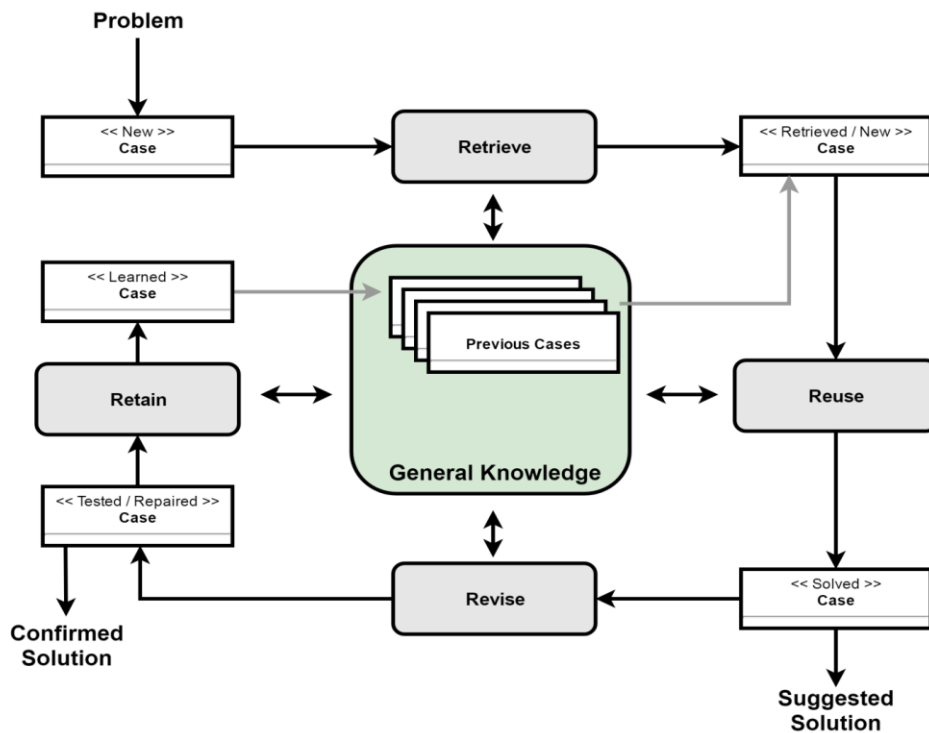 Problem
<< New >>
Case
Retrieve
<< Retrieved / New >>
Case
<< Learned >>
Case
Previous Cases
Retain
Reuse
General Knowledge
<< Tested / Repaired >>
Case
Revise
<< Solved >>
Case
Confirmed
Solution
Suggested
Solution